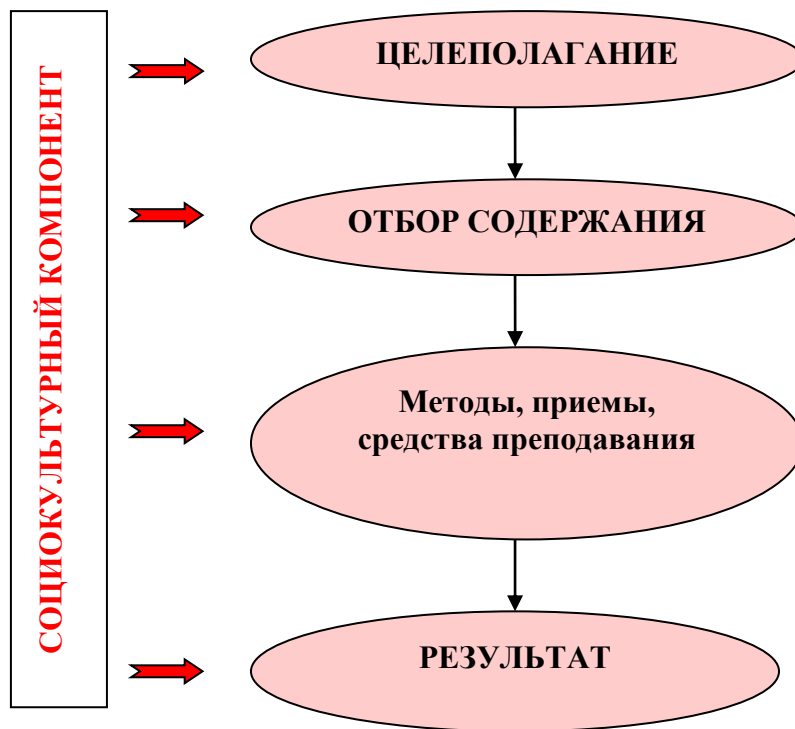 СОЦИОКУЛЬТУРНЫЙ КОМПОНЕНТ
ЦЕЛЕПОЛАГАНИЕ
ОТБОР СОДЕРЖАНИЯ
Методы, приемы,
средства преподавания
РЕЗУЛЬТАТ